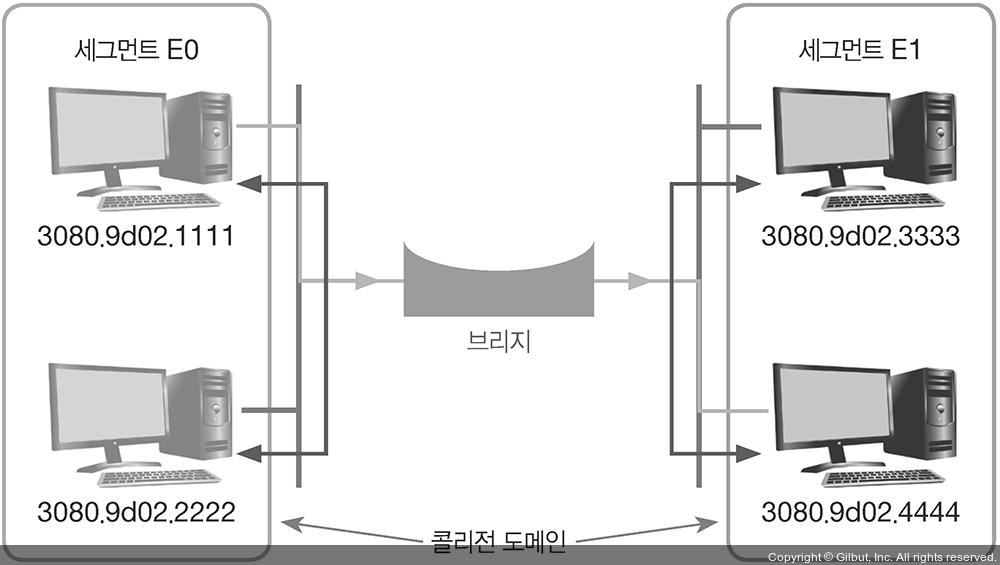 세그먼트 E0
세그먼트 E1
3080.9d02.1111
3080.9d02.3333
브리지
3080.9d02.2222
3080.9d02.4444
콜리전 도메인
Copyright © Gilbut, Inc. All rights reserved.